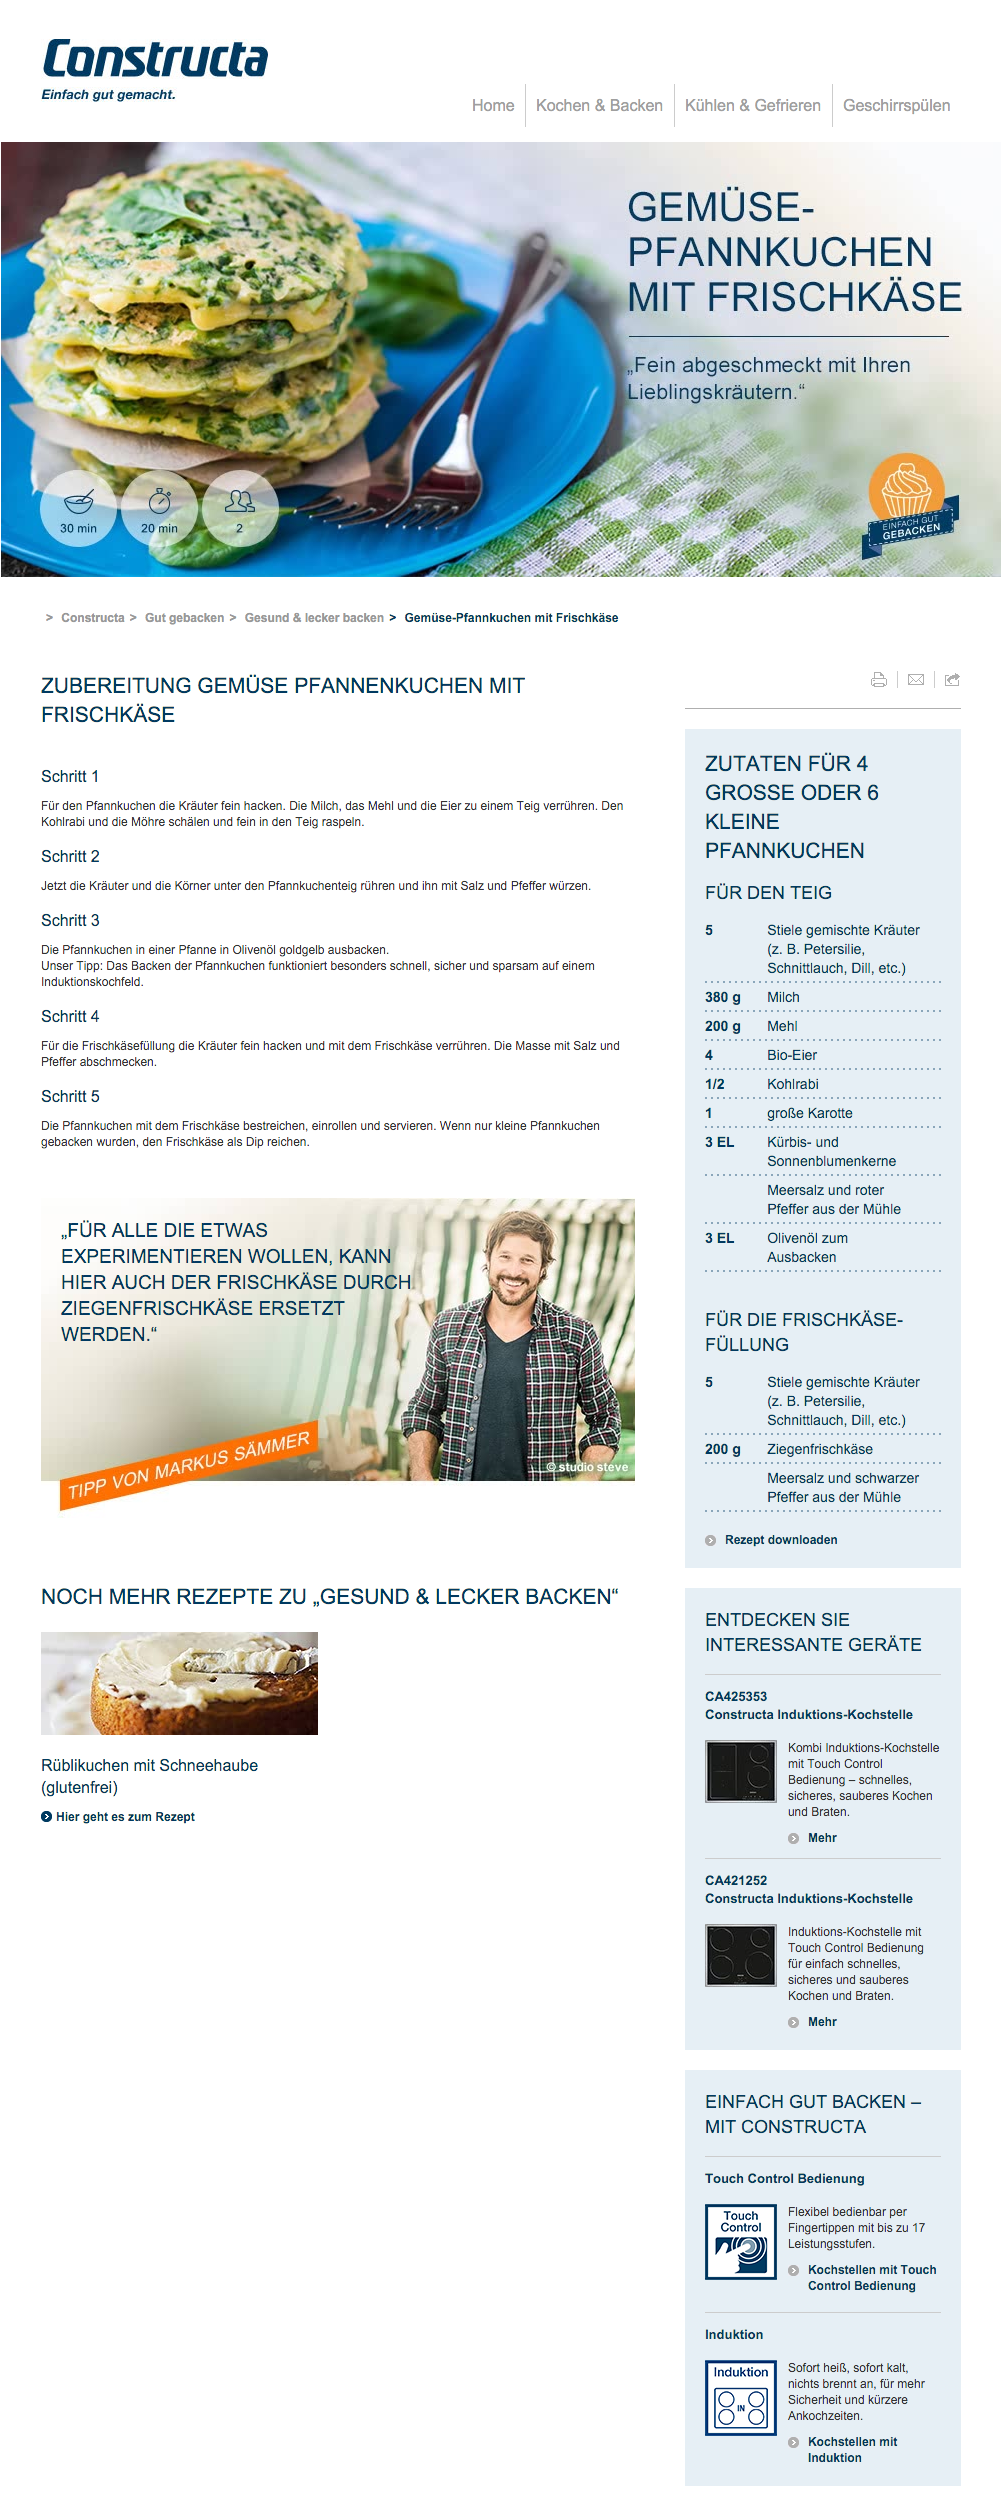 Constructa
Einfach gut gemacht.
Home
Kochen & Backen
Kühlen & Gefrieren
Geschirrspülen
GEMÜSE-
PFANNKUCHEN
MIT FRISCHKÄSE
„Fein abgeschmeckt mit Ihren
Lieblingskräutern.“
30 min
20 min
2
EINFACH GUT
GEBACKEN
> Constructa > Gut gebacken > Gesund & lecker backen > Gemüse-Pfannkuchen mit Frischkäse
ZUBEREITUNG GEMÜSE PFANNENKUCHEN MIT
FRISCHKÄSE
Schritt 1
Für den Pfannkuchen die Kräuter fein hacken. Die Milch, das Mehl und die Eier zu einem Teig verrühren. Den
Kohlrabi und die Möhre schälen und fein in den Teig raspeln.
Schritt 2
Jetzt die Kräuter und die Körner unter den Pfannkuchenteig rühren und ihn mit Salz und Pfeffer würzen.
Schritt 3
Die Pfannkuchen in einer Pfanne in Olivenöl goldgelb ausbacken.
Unser Tipp: Das Backen der Pfannkuchen funktioniert besonders schnell, sicher und sparsam auf einem
Induktionskochfeld.
Schritt 4
Für die Frischkäsefüllung die Kräuter fein hacken und mit dem Frischkäse verrühren. Die Masse mit Salz und
Pfeffer abschmecken.
Schritt 5
Die Pfannkuchen mit dem Frischkäse bestreichen, einrollen und servieren. Wenn nur kleine Pfannkuchen
gebacken wurden, den Frischkäse als Dip reichen.
„FÜR ALLE DIE ETWAS
EXPERIMENTIEREN WOLLEN, KANN
HIER AUCH DER FRISCHKÄSE DURCH
ZIEGENFRISCHKÄSE ERSETZT
WERDEN.“
TIPP VON MARKUS SÄMMER
© studio steve
NOCH MEHR REZEPTE ZU „GESUND & LECKER BACKEN“
Rüblikuchen mit Schneehaube
(glutenfrei)
Hier geht es zum Rezept
ZUTATEN FÜR 4
GROSSE ODER 6
KLEINE
PFANNKUCHEN
FÜR DEN TEIG
5 Stiele gemischte Kräuter
(z. B. Petersilie,
Schnittlauch, Dill, etc.)
380 g Milch
200 g Mehl
4 Bio-Eier
1/2 Kohlrabi
1 große Karotte
3 EL Kürbis- und
Sonnenblumenkerne
Meersalz und roter
Pfeffer aus der Mühle
3 EL Olivenöl zum
Ausbacken
FÜR DIE FRISCHKÄSE-
FÜLLUNG
5 Stiele gemischte Kräuter
(z. B. Petersilie,
Schnittlauch, Dill, etc.)
200 g Ziegenfrischkäse
Meersalz und schwarzer
Pfeffer aus der Mühle
Rezept downloaden
ENTDECKEN SIE
INTERESSANTE GERÄTE
CA425353
Constructa Induktions-Kochstelle
Kombi Induktions-Kochstelle
mit Touch Control
Bedienung – schnelles,
sicheres, sauberes Kochen
und Braten.
Mehr
CA421252
Constructa Induktions-Kochstelle
Induktions-Kochstelle mit
Touch Control Bedienung
für einfach schnelles,
sicheres und sauberes
Kochen und Braten.
Mehr
EINFACH GUT BACKEN –
MIT CONSTRUCTA
Touch Control Bedienung
Touch
Control
Flexibel bedienbar per
Fingertippen mit bis zu 17
Leistungsstufen.
Kochstellen mit Touch
Control Bedienung
Induktion
Induktion
IN
Sofort heiß, sofort kalt,
nichts brennt an, für mehr
Sicherheit und kürzere
Ankochzeiten.
Kochstellen mit
Induktion